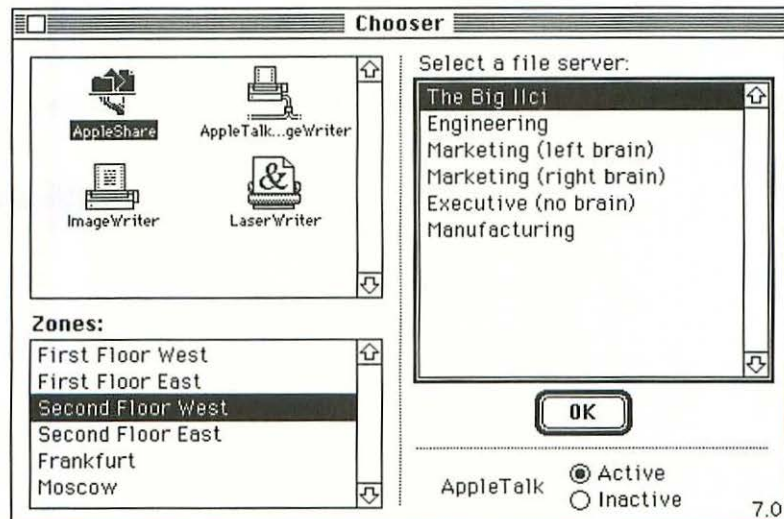 Chooser
AppleShare
AppleTalk...geWriter
ImageWriter
LaserWriter
Zones:
First Floor West
First Floor East
Second Floor West
Second Floor East
Frankfurt
Moscow
Select a file server:
The Big IIci
Engineering
Marketing (left brain)
Marketing (right brain)
Executive (no brain)
Manufacturing
OK
AppleTalk
Active
Inactive
7.0